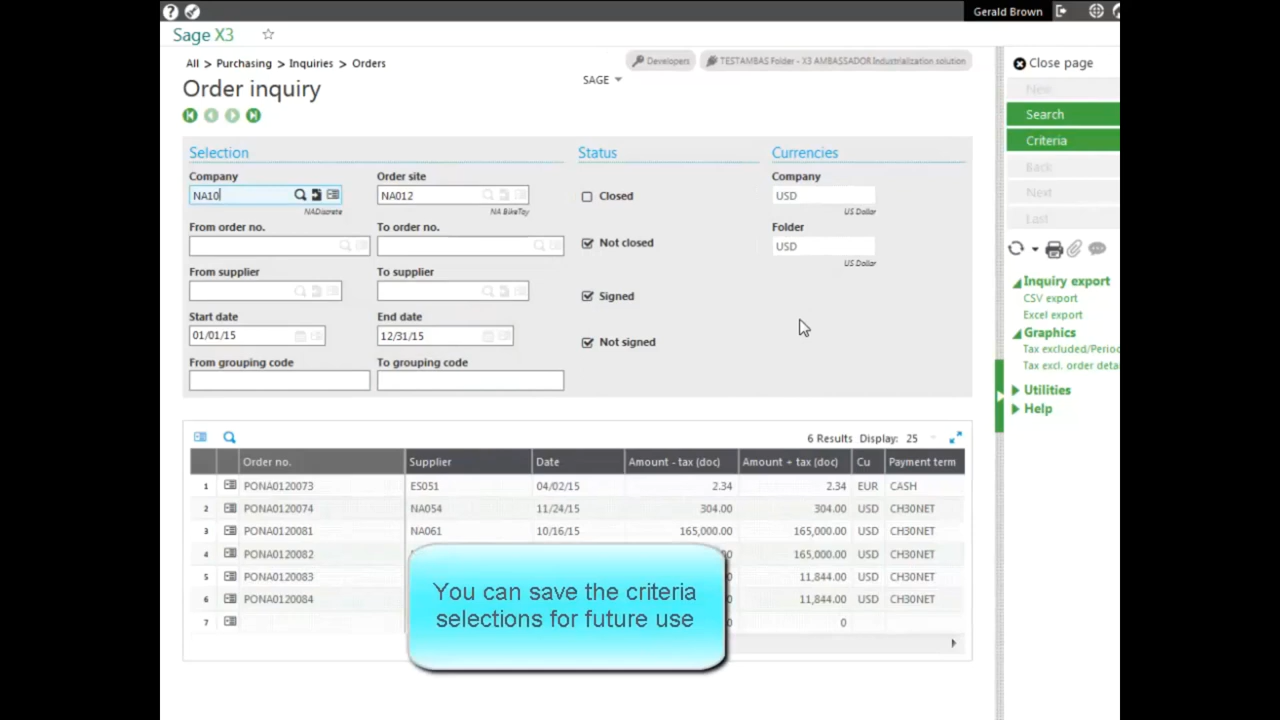 Gerald Brown
Sage X3
All > Purchasing > Inquiries > Orders
Developers
TESTAMBAS Folder - X3 AMBASSADOR Industrialization solution
SAGE
Order inquiry
Selection
Company
NA10
NADiscrete
Order site
NA012
NA BikeToy
From order no.
To order no.
From supplier
To supplier
Start date
01/01/15
End date
12/31/15
From grouping code
To grouping code
Status
Closed
Not closed
Signed
Not signed
Currencies
Company
USD
US Dollar
Folder
USD
US Dollar
6 Results Display: 25
Order no. Supplier Date Amount - tax (doc) Amount + tax (doc) Cu Payment term
1 PONA0120073 ES051 04/02/15 2.34 2.34 EUR CASH
2 PONA0120074 NA054 11/24/15 304.00 304.00 USD CH30NET
3 PONA0120081 NA061 10/16/15 165,000.00 165,000.00 USD CH30NET
4 PONA0120082 165,000.00 USD CH30NET
5 PONA0120083 0 11,844.00 USD CH30NET
6 PONA0120084 0 11,844.00 USD CH30NET
7 0 0
You can save the criteria
selections for future use
Close page
New
Search
Criteria
Back
Next
Last
Inquiry export
CSV export
Excel export
Graphics
Tax excluded/Perio
Tax excl. order deta
Utilities
Help